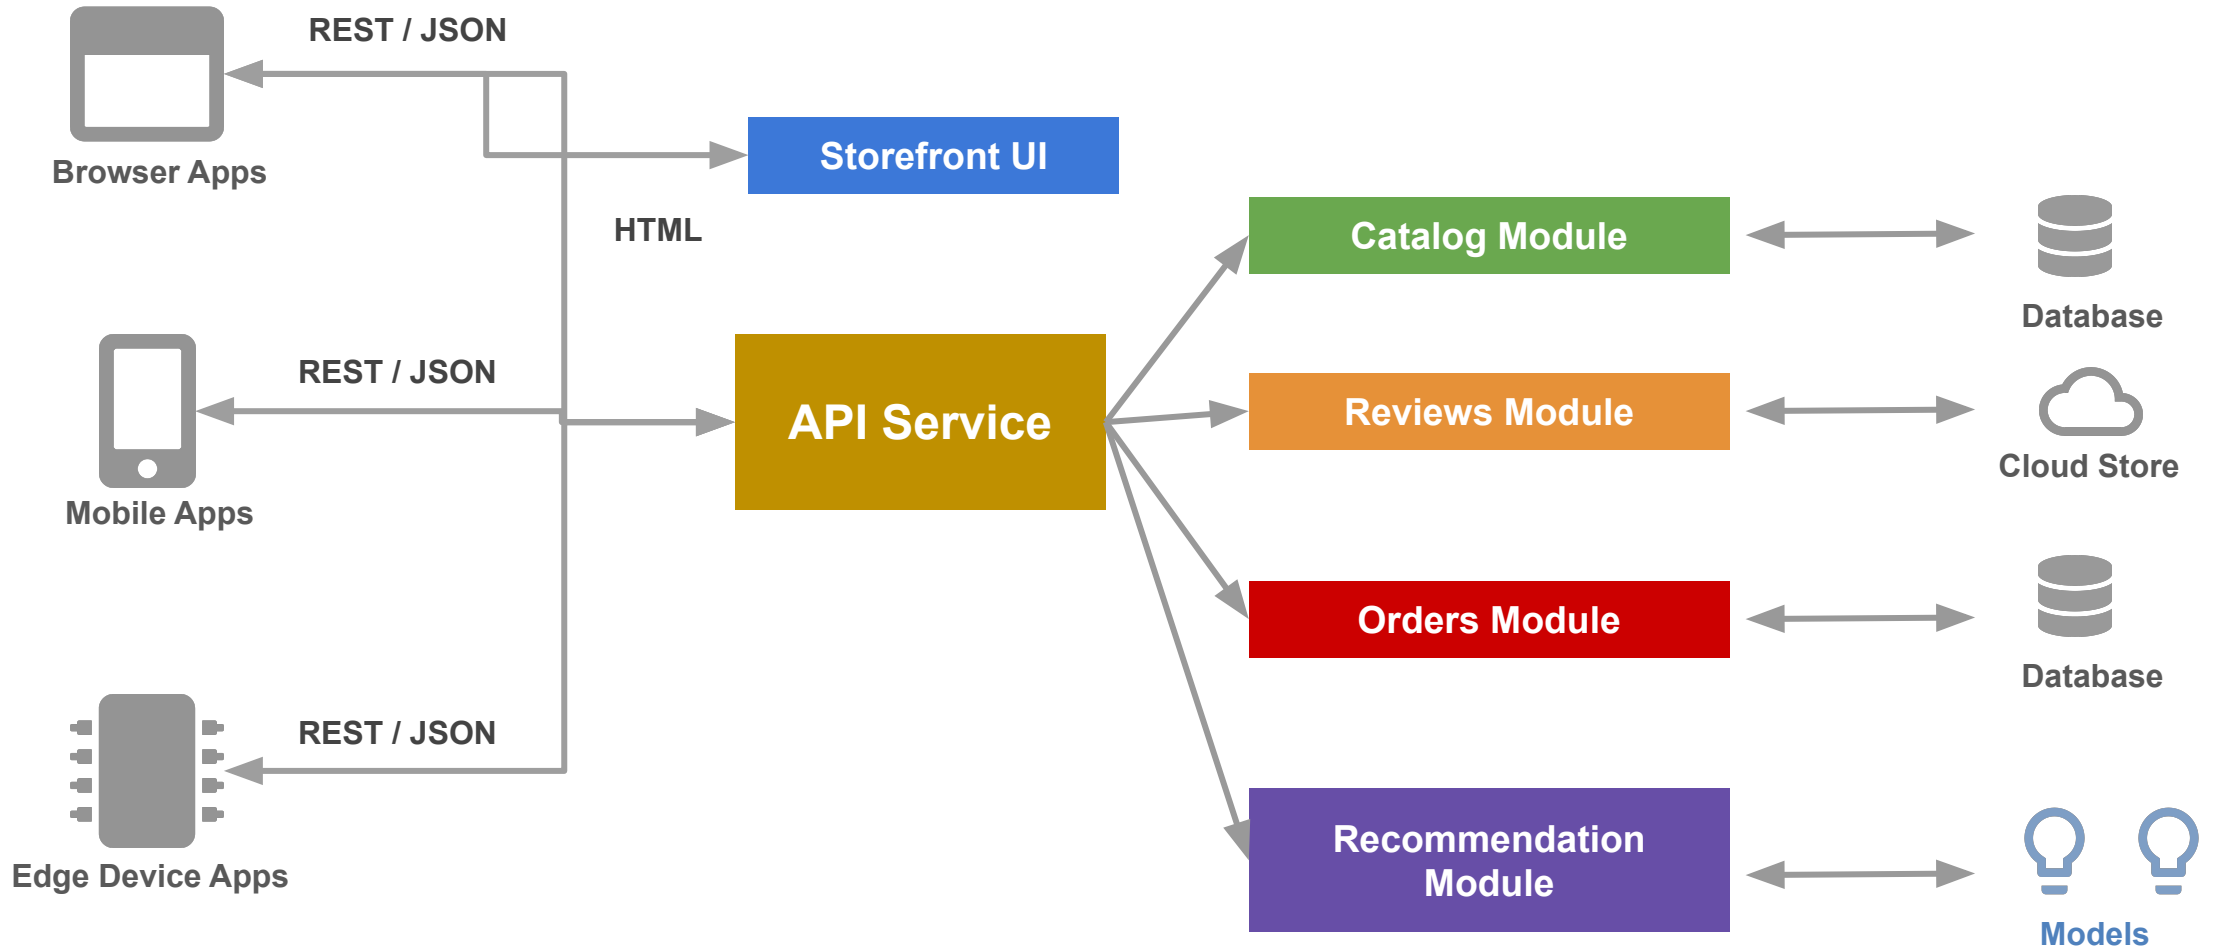 REST / JSON
Browser Apps
Storefront UI
HTML
Catalog Module
Database
REST / JSON
Mobile Apps
API Service
Reviews Module
Cloud Store
Orders Module
Database
REST / JSON
Edge Device Apps
Recommendation
Module
Models